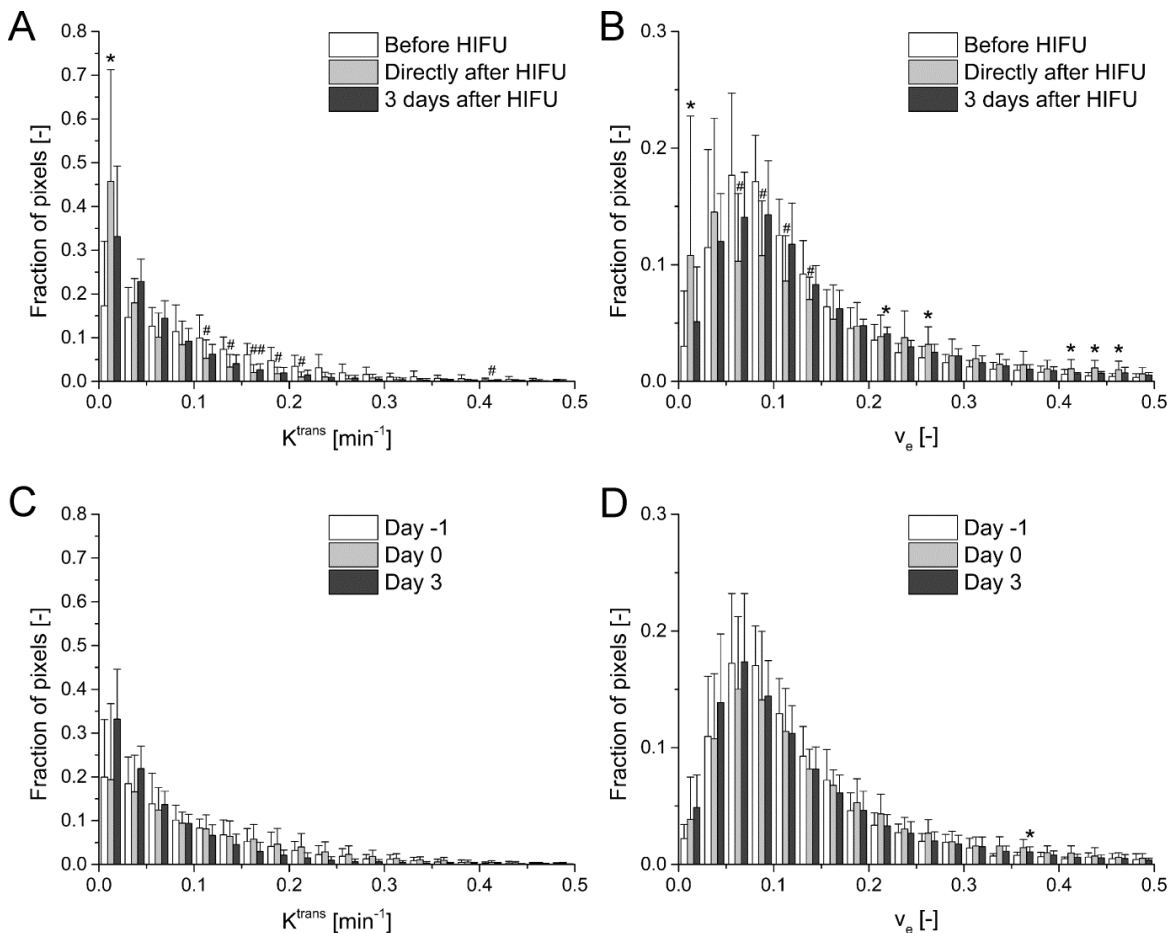 A
Before HIFU
Directly after HIFU
3 days after HIFU
Fraction of pixels [-]
0.8
0.7
0.6
0.5
0.4
0.3
0.2
0.1
0.0
*
#
#
##
#
#
#
0.0 0.1 0.2 0.3 0.4 0.5
K^trans [min^-1]
B
Before HIFU
Directly after HIFU
3 days after HIFU
Fraction of pixels [-]
0.3
0.2
0.1
0.0
*
#
#
#
#
*
*
*
*
*
0.0 0.1 0.2 0.3 0.4 0.5
v_e [-]
C
Day -1
Day 0
Day 3
Fraction of pixels [-]
0.8
0.7
0.6
0.5
0.4
0.3
0.2
0.1
0.0
0.0 0.1 0.2 0.3 0.4 0.5
K^trans [min^-1]
D
Day -1
Day 0
Day 3
Fraction of pixels [-]
0.3
0.2
0.1
0.0
*
0.0 0.1 0.2 0.3 0.4 0.5
v_e [-]